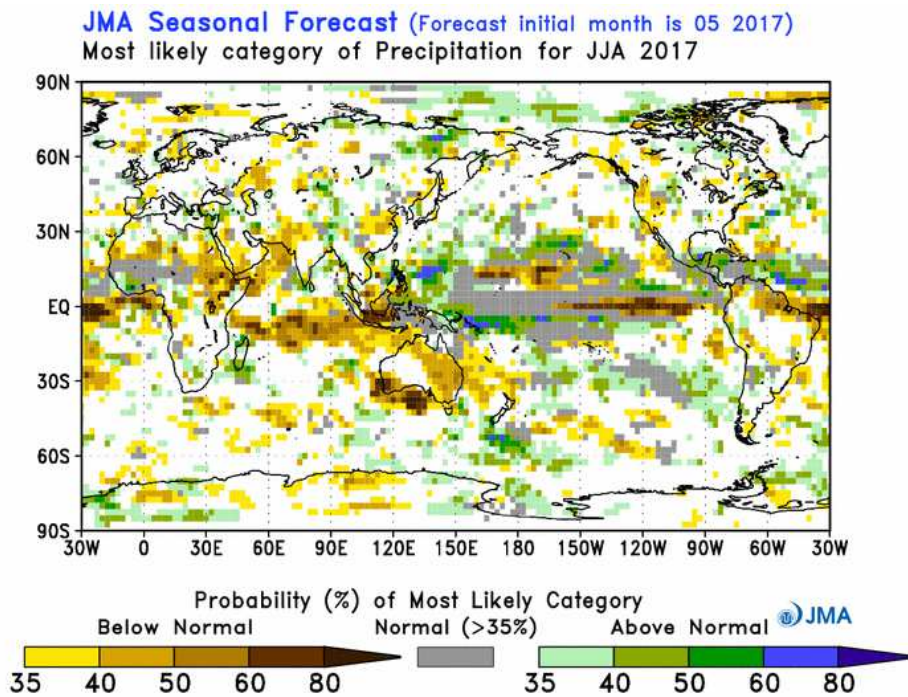 JMA Seasonal Forecast (Forecast initial month is 05 2017)
Most likely category of Precipitation for JJA 2017
90N
60N
30N
EQ
30S
60S
90S
30W 0 30E 60E 90E 120E 150E 180 150W 120W 90W 60W 30W
Probability (%) of Most Likely Category
JMA
Below Normal Normal (>35%) Above Normal
35 40 50 60 80 35 40 50 60 80